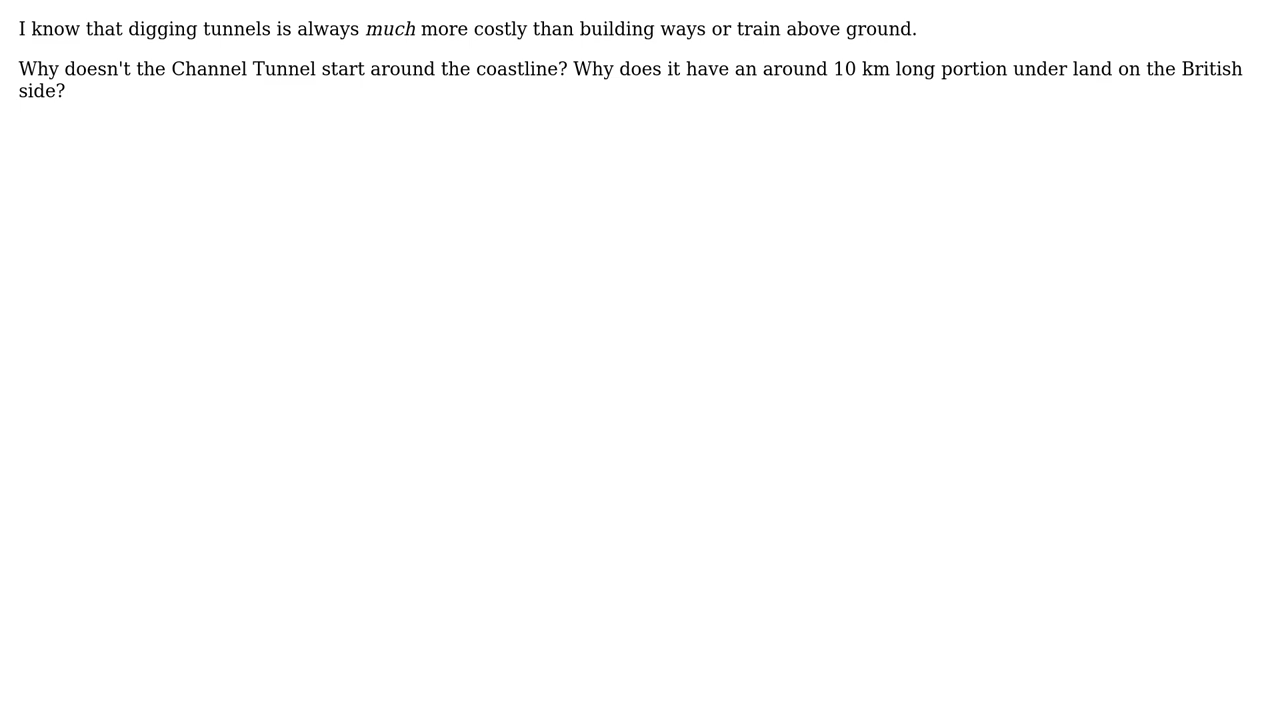 I know that digging tunnels is always much more costly than building ways or train above ground.
Why doesn't the Channel Tunnel start around the coastline? Why does it have an around 10 km long portion under land on the British
side?